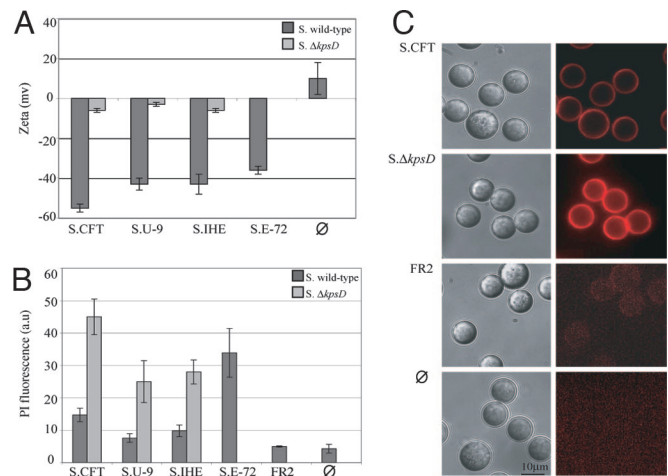 A
S. wild-type
S. ΔkpsD
Zeta (mv)
40
20
0
-20
-40
-60
S.CFT
S.U-9
S.IHE
S.E-72
Ø
B
S. wild-type
S. ΔkpsD
PI fluorescence (a.u)
60
50
40
30
20
10
0
S.CFT
S.U-9
S.IHE
S.E-72
FR2
Ø
C
S.CFT
S.ΔkpsD
FR2
Ø
10µm